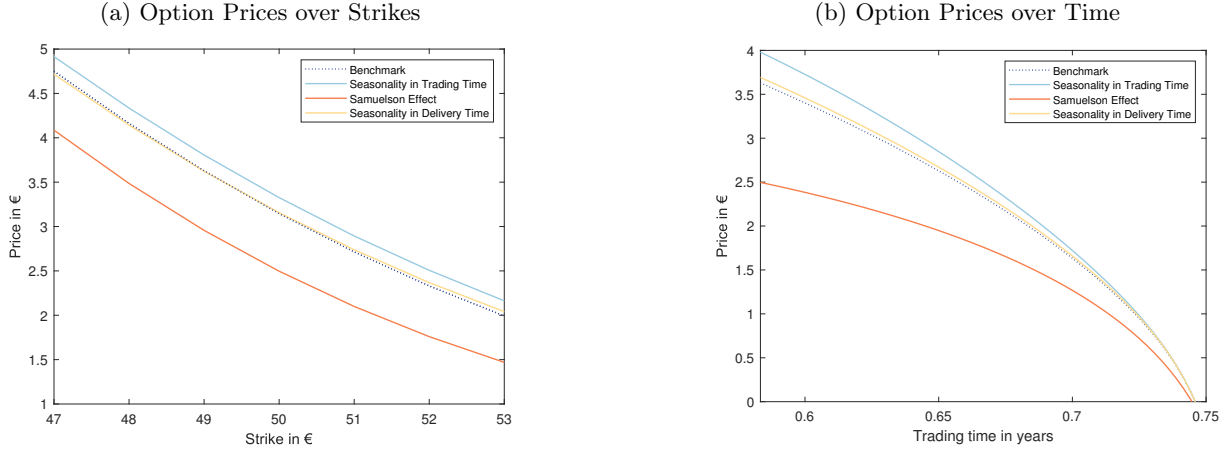 (a) Option Prices over Strikes
5
4.5
4
3.5
3
2.5
2
1.5
1
Price in €
47
48
49
50
51
52
53
Strike in €
Benchmark
Seasonality in Trading Time
Samuelson Effect
Seasonality in Delivery Time
(b) Option Prices over Time
4
3.5
3
2.5
2
1.5
1
0.5
0
Price in €
0.6
0.65
0.7
0.75
Trading time in years
Benchmark
Seasonality in Trading Time
Samuelson Effect
Seasonality in Delivery Time